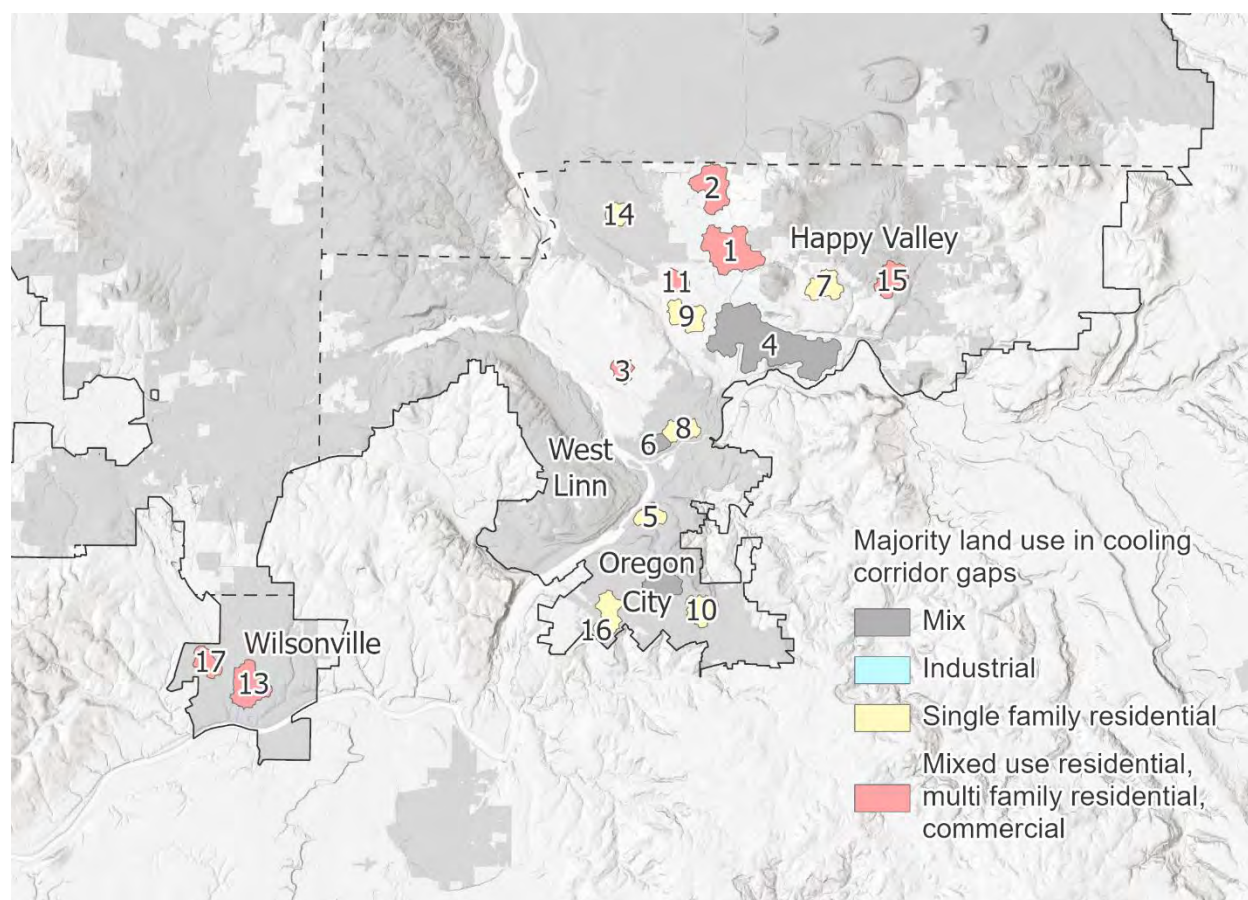 2
14
Happy Valley
1
11
7
15
9
4
3
8
6
West
Linn
5
Oregon
City
10
16
Wilsonville
17
13
Majority land use in cooling
corridor gaps
Mix
Industrial
Single family residential
Mixed use residential,
multi family residential,
commercial